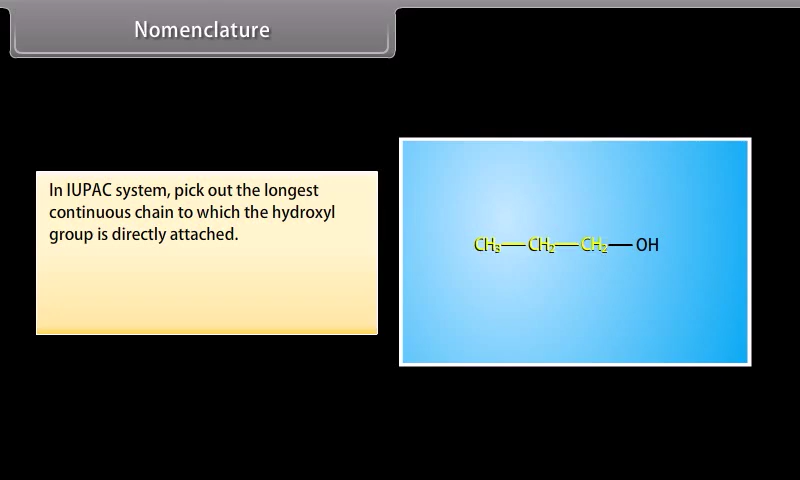 Nomenclature
In IUPAC system, pick out the longest
continuous chain to which the hydroxyl
group is directly attached.
CH₃—CH₂—CH₂—OH